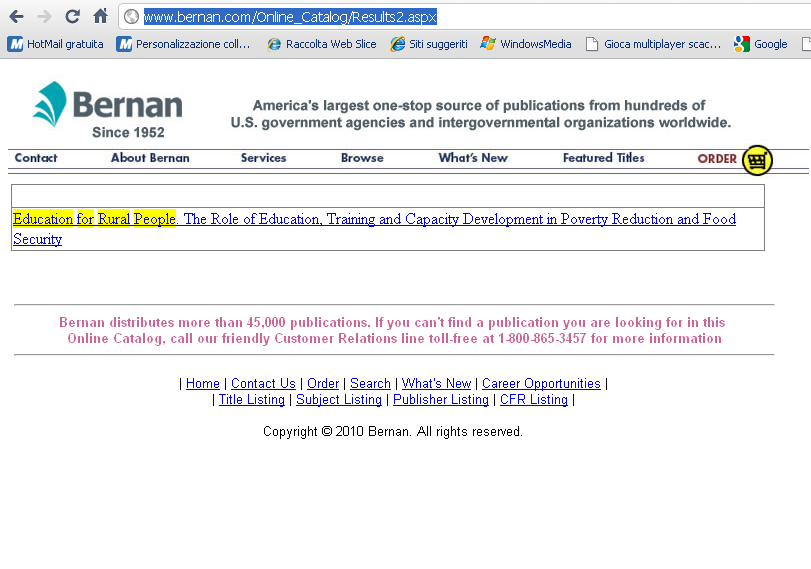 www.bernan.com/Online_Catalog/Results2.aspx
HotMail gratuita Personalizzazione coll... Raccolta Web Slice Siti suggeriti WindowsMedia Gioca multiplayer scac... Google
Bernan
Since 1952
America's largest one-stop source of publications from hundreds of
U.S. government agencies and intergovernmental organizations worldwide.
Contact About Bernan Services Browse What's New Featured Titles ORDER
Education for Rural People. The Role of Education, Training and Capacity Development in Poverty Reduction and Food
Security
Bernan distributes more than 45,000 publications. If you can't find a publication you are looking for in this
Online Catalog, call our friendly Customer Relations line toll-free at 1-800-865-3457 for more information
| Home | Contact Us | Order | Search | What's New | Career Opportunities |
| Title Listing | Subject Listing | Publisher Listing | CFR Listing |
Copyright © 2010 Bernan. All rights reserved.